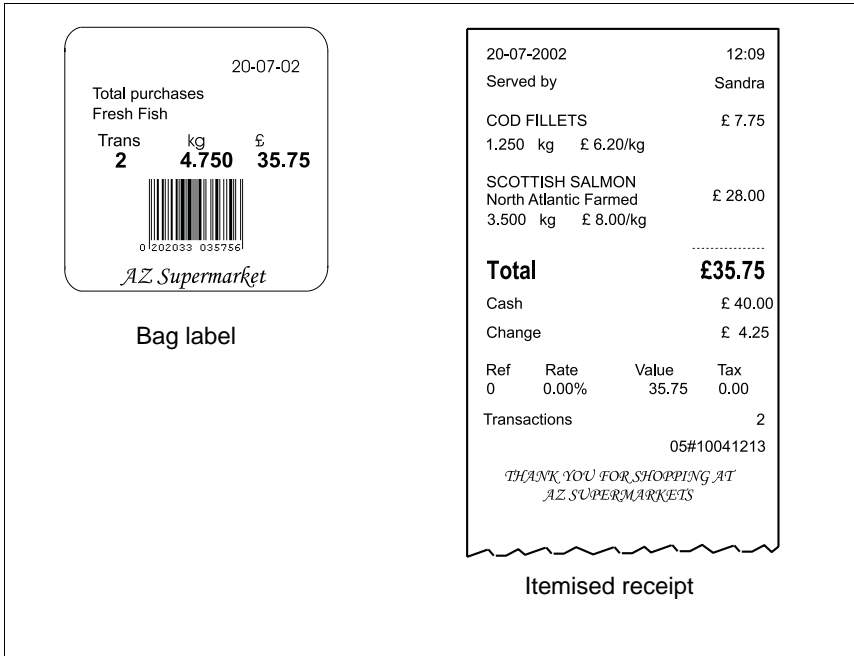 20-07-02
Total purchases
Fresh Fish
Trans kg £
2 4.750 35.75
0 202033 035756
AZ Supermarket
Bag label
20-07-2002 12:09
Served by Sandra
COD FILLETS £ 7.75
1.250 kg £ 6.20/kg
SCOTTISH SALMON
North Atlantic Farmed £ 28.00
3.500 kg £ 8.00/kg
Total £35.75
Cash £ 40.00
Change £ 4.25
Ref Rate Value Tax
0 0.00% 35.75 0.00
Transactions 2
05#10041213
THANK YOU FOR SHOPPING AT
AZ SUPERMARKETS
Itemised receipt